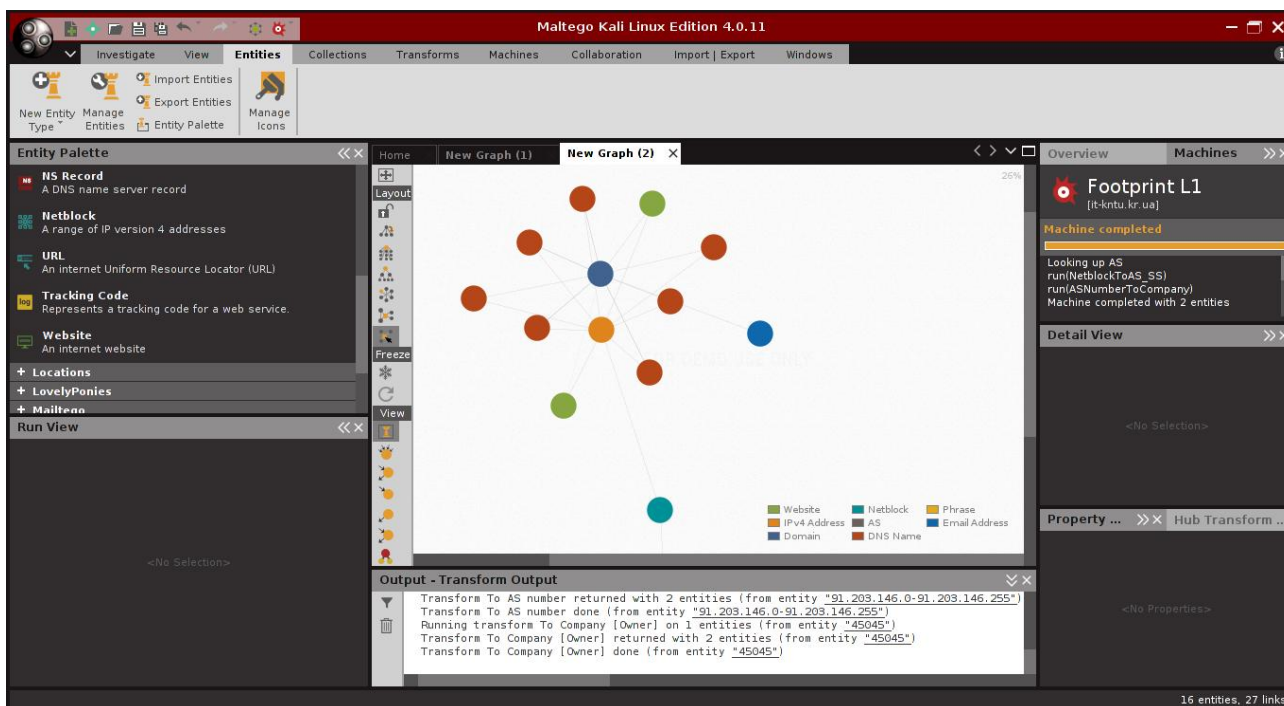 Maltego Kali Linux Edition 4.0.11
Investigate View Entities Collections Transforms Machines Collaboration Import | Export Windows
New Entity Type
Manage Entities
Import Entities
Export Entities
Entity Palette
Manage Icons
Entity Palette
NS
NS Record
A DNS name server record
Netblock
A range of IP version 4 addresses
URL
An internet Uniform Resource Locator (URL)
log
Tracking Code
Represents a tracking code for a web service.
Website
An internet website
+ Locations
+ LovelyPonies
+ Mailtego
Run View
<No Selection>
Home New Graph (1) New Graph (2)
Layout
Freeze
View
26%
FOR DEMO USE ONLY
Website Netblock Phrase
IPv4 Address AS Email Address
Domain DNS Name
Output - Transform Output
Transform To AS number returned with 2 entities (from entity "91.203.146.0-91.203.146.255")
Transform To AS number done (from entity "91.203.146.0-91.203.146.255")
Running transform To Company [Owner] on 1 entities (from entity "45045")
Transform To Company [Owner] returned with 2 entities (from entity "45045")
Transform To Company [Owner] done (from entity "45045")
Overview Machines
Footprint L1
[it-kntu.kr.ua]
Machine completed
Looking up AS
run(NetblockToAS_SS)
run(ASNumberToCompany)
Machine completed with 2 entities
Detail View
<No Selection>
Property ... Hub Transform ...
<No Properties>
16 entities, 27 links